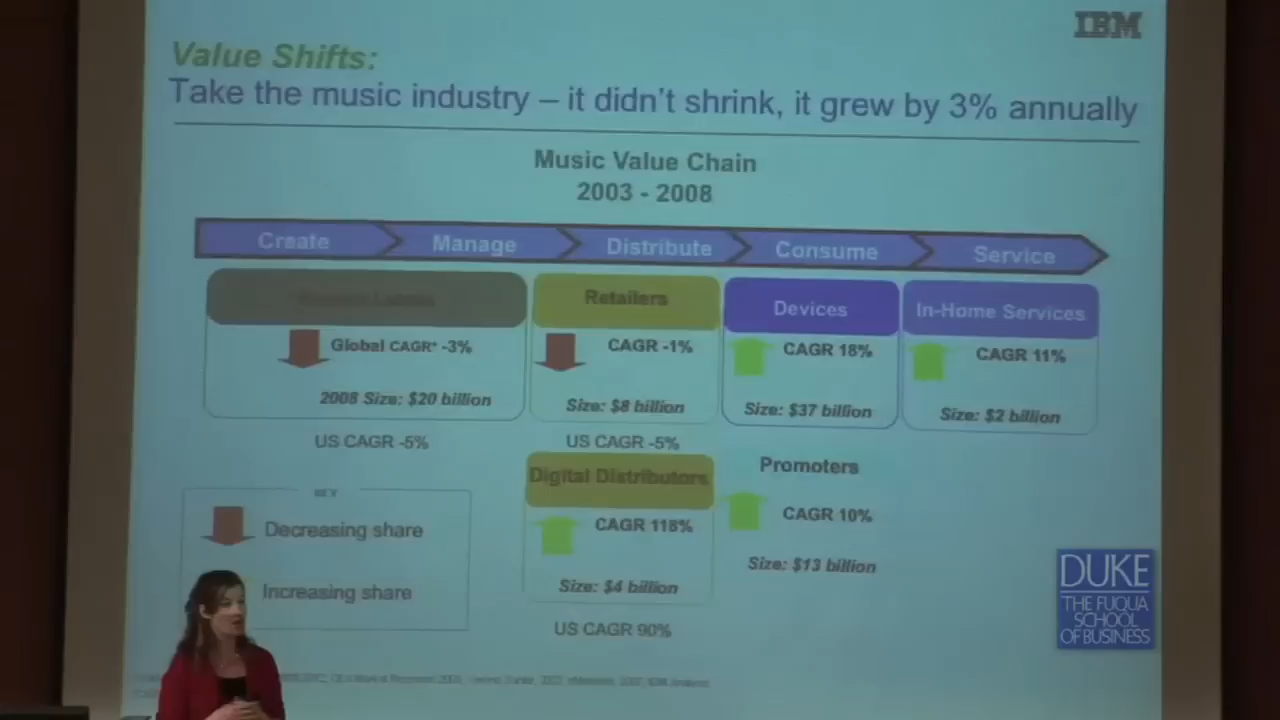 IBM
Value Shifts:
Take the music industry – it didn't shrink, it grew by 3% annually
Music Value Chain
2003 - 2008
Create Manage Distribute Consume Service
Retailers Devices In-Home Services
Global CAGR* -3% CAGR -1% CAGR 18% CAGR 11%
2008 Size: $20 billion Size: $8 billion Size: $37 billion Size: $2 billion
US CAGR -5% US CAGR -5%
Digital Distributors Promoters
KEY
Decreasing share CAGR 118% CAGR 10%
Increasing share Size: $4 billion Size: $13 billion
US CAGR 90%
DUKE
THE FUQUA
SCHOOL
OF BUSINESS